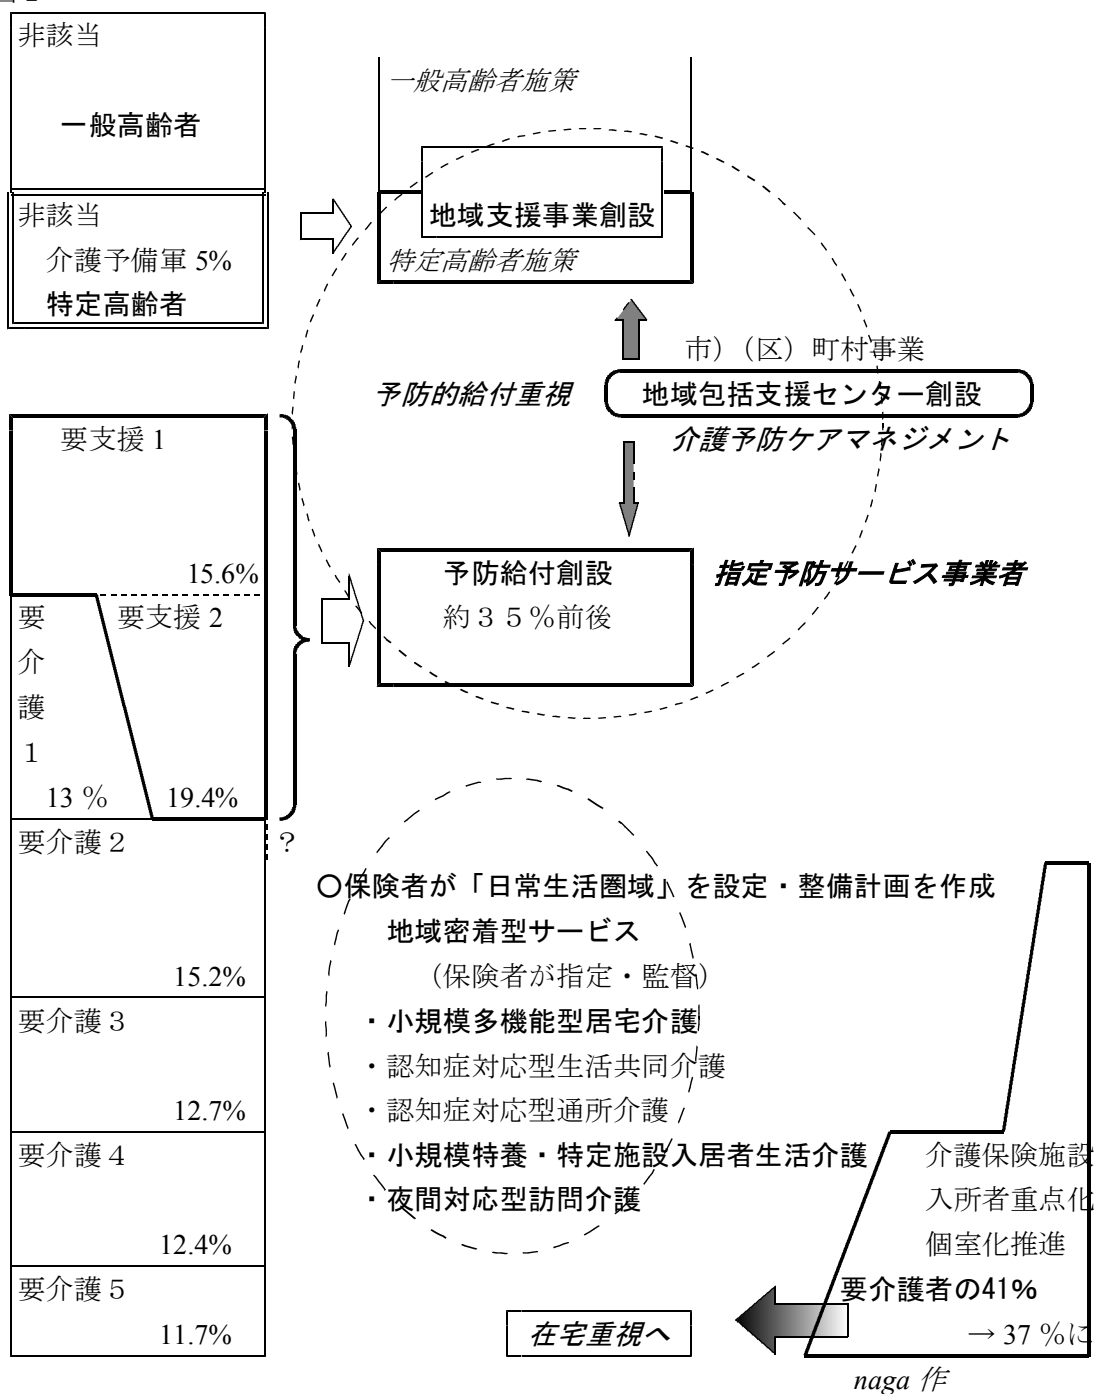 非該当
一般高齢者
非該当
介護予備軍 5%
特定高齢者
一般高齢者施策
地域支援事業創設
特定高齢者施策
市）（区）町村事業
予防的給付重視
地域包括支援センター創設
介護予防ケアマネジメント
要支援 1
15.6%
要支援 2
要介護１
13 %
19.4%
予防給付創設
約３５％前後
指定予防サービス事業者
要介護２
?
15.2%
要介護３
12.7%
要介護４
12.4%
要介護５
11.7%
〇保険者が「日常生活圏域」を設定・整備計画を作成
地域密着型サービス
（保険者が指定・監督）
・小規模多機能型居宅介護
・認知症対応型生活共同介護
・認知症対応型通所介護
・小規模特養・特定施設入居者生活介護
・夜間対応型訪問介護
介護保険施設
入所者重点化
個室化推進
要介護者の41%
→ 37 %に
在宅重視へ
naga 作